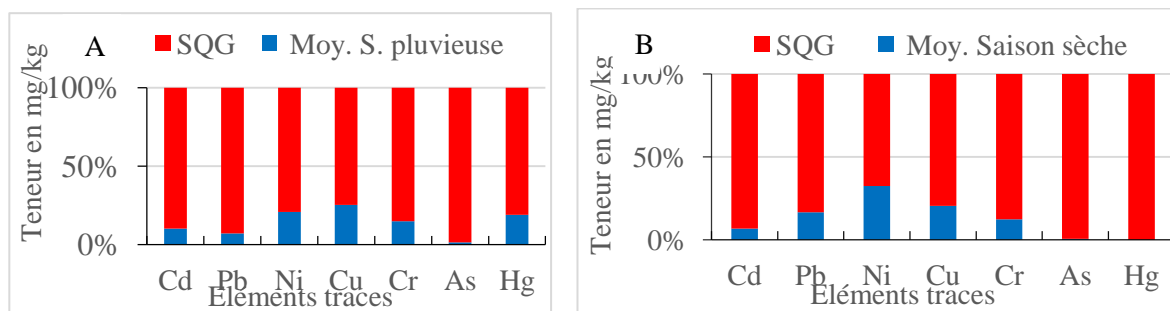 A
SQG Moy. S. pluvieuse
Teneur en mg/kg
100%
50%
0%
Cd Pb Ni Cu Cr As Hg
Eléments traces
B
SQG Moy. Saison sèche
Teneur en mg/kg
100%
50%
0%
Cd Pb Ni Cu Cr As Hg
Eléments traces